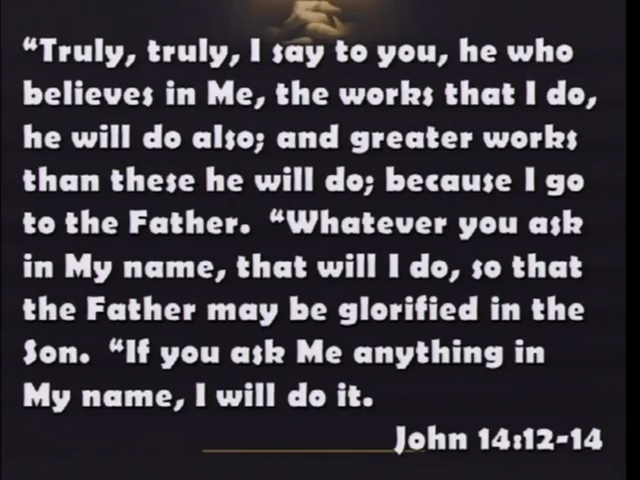 “Truly, truly, I say to you, he who
believes in Me, the works that I do,
he will do also; and greater works
than these he will do; because I go
to the Father.  “Whatever you ask
in My name, that will I do, so that
the Father may be glorified in the
Son.  “If you ask Me anything in
My name, I will do it.
John 14:12-14